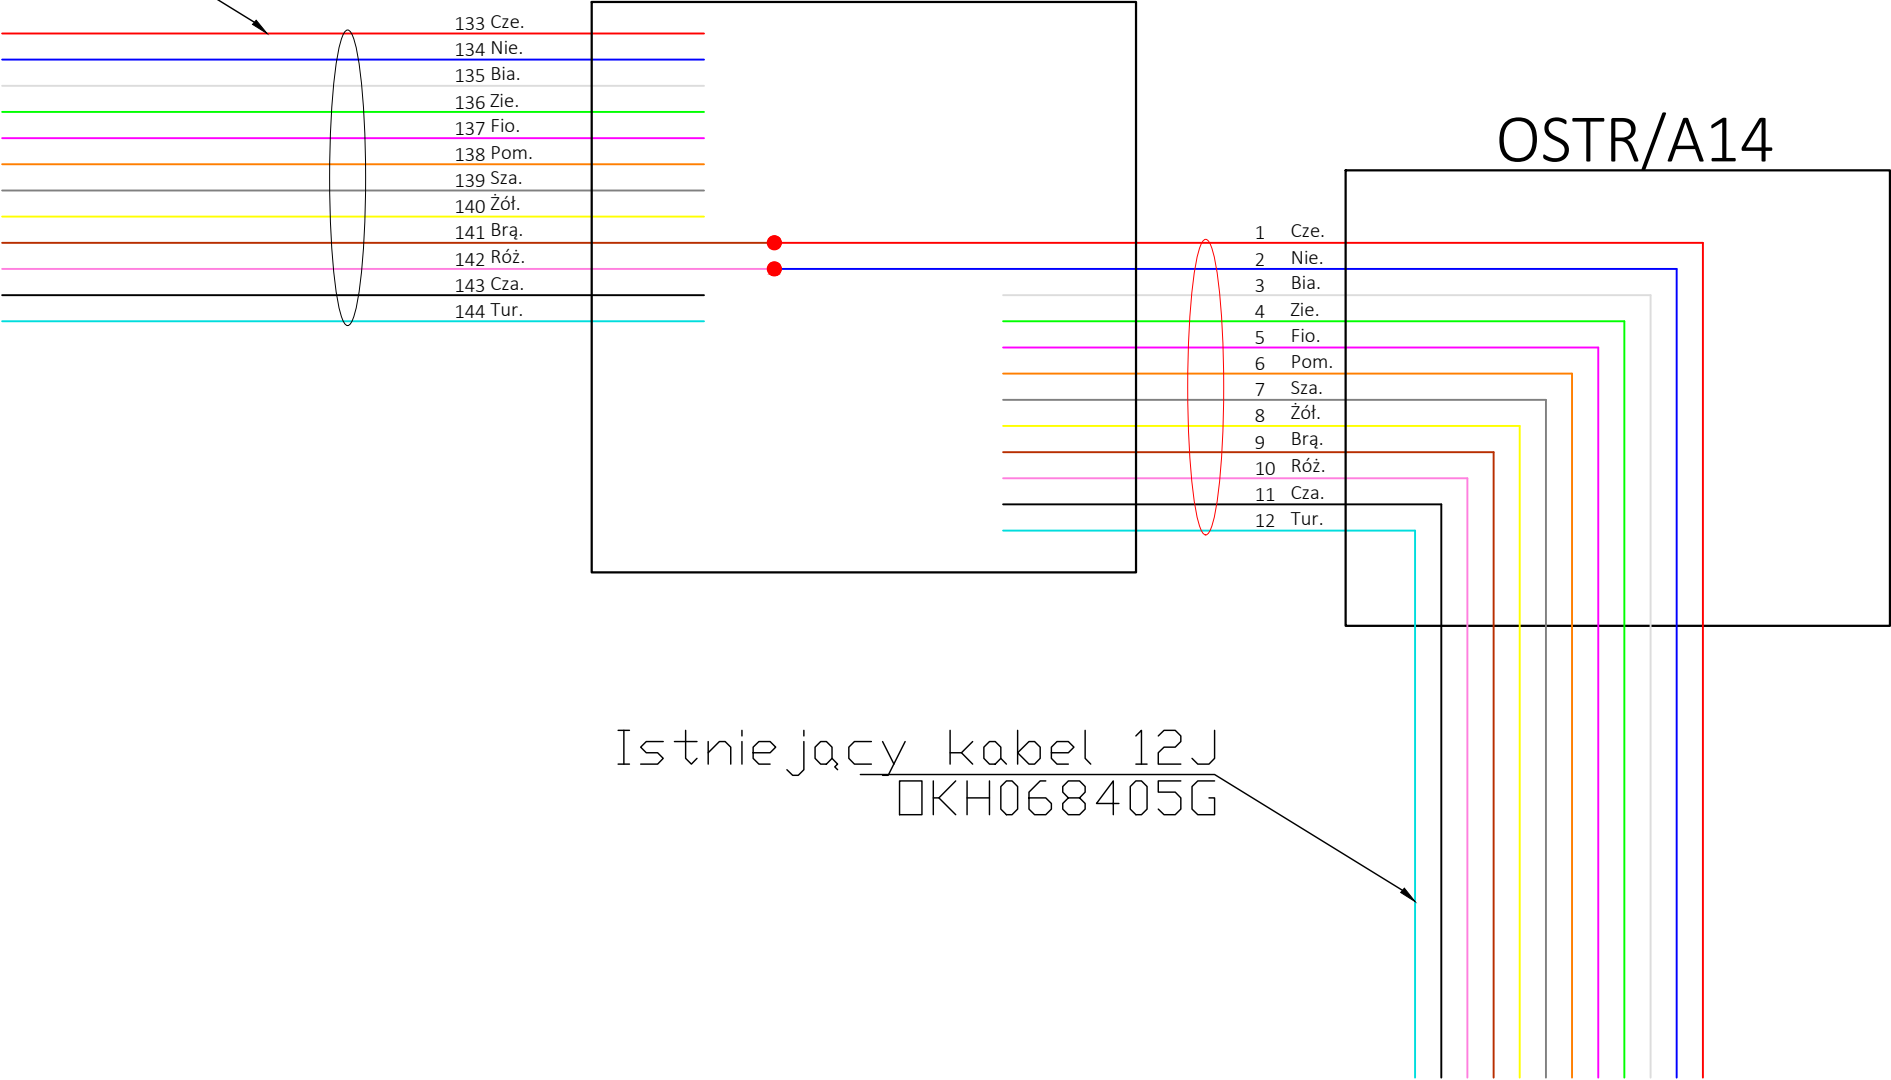 133 Cze.
134 Nie.
135 Bia.
136 Zie.
137 Fio.
138 Pom.
139 Sza.
140 Żół.
141 Brą.
142 Róż.
143 Cza.
144 Tur.
OSTR/A14
1 Cze.
2 Nie.
3 Bia.
4 Zie.
5 Fio.
6 Pom.
7 Sza.
8 Żół.
9 Brą.
10 Róż.
11 Cza.
12 Tur.
Istniejący kabel 12J
□KH068405G